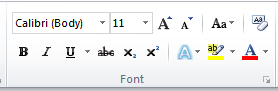 Calibri (Body) 11 A A Aa
B I U abc x₂ x² A ab A
Font